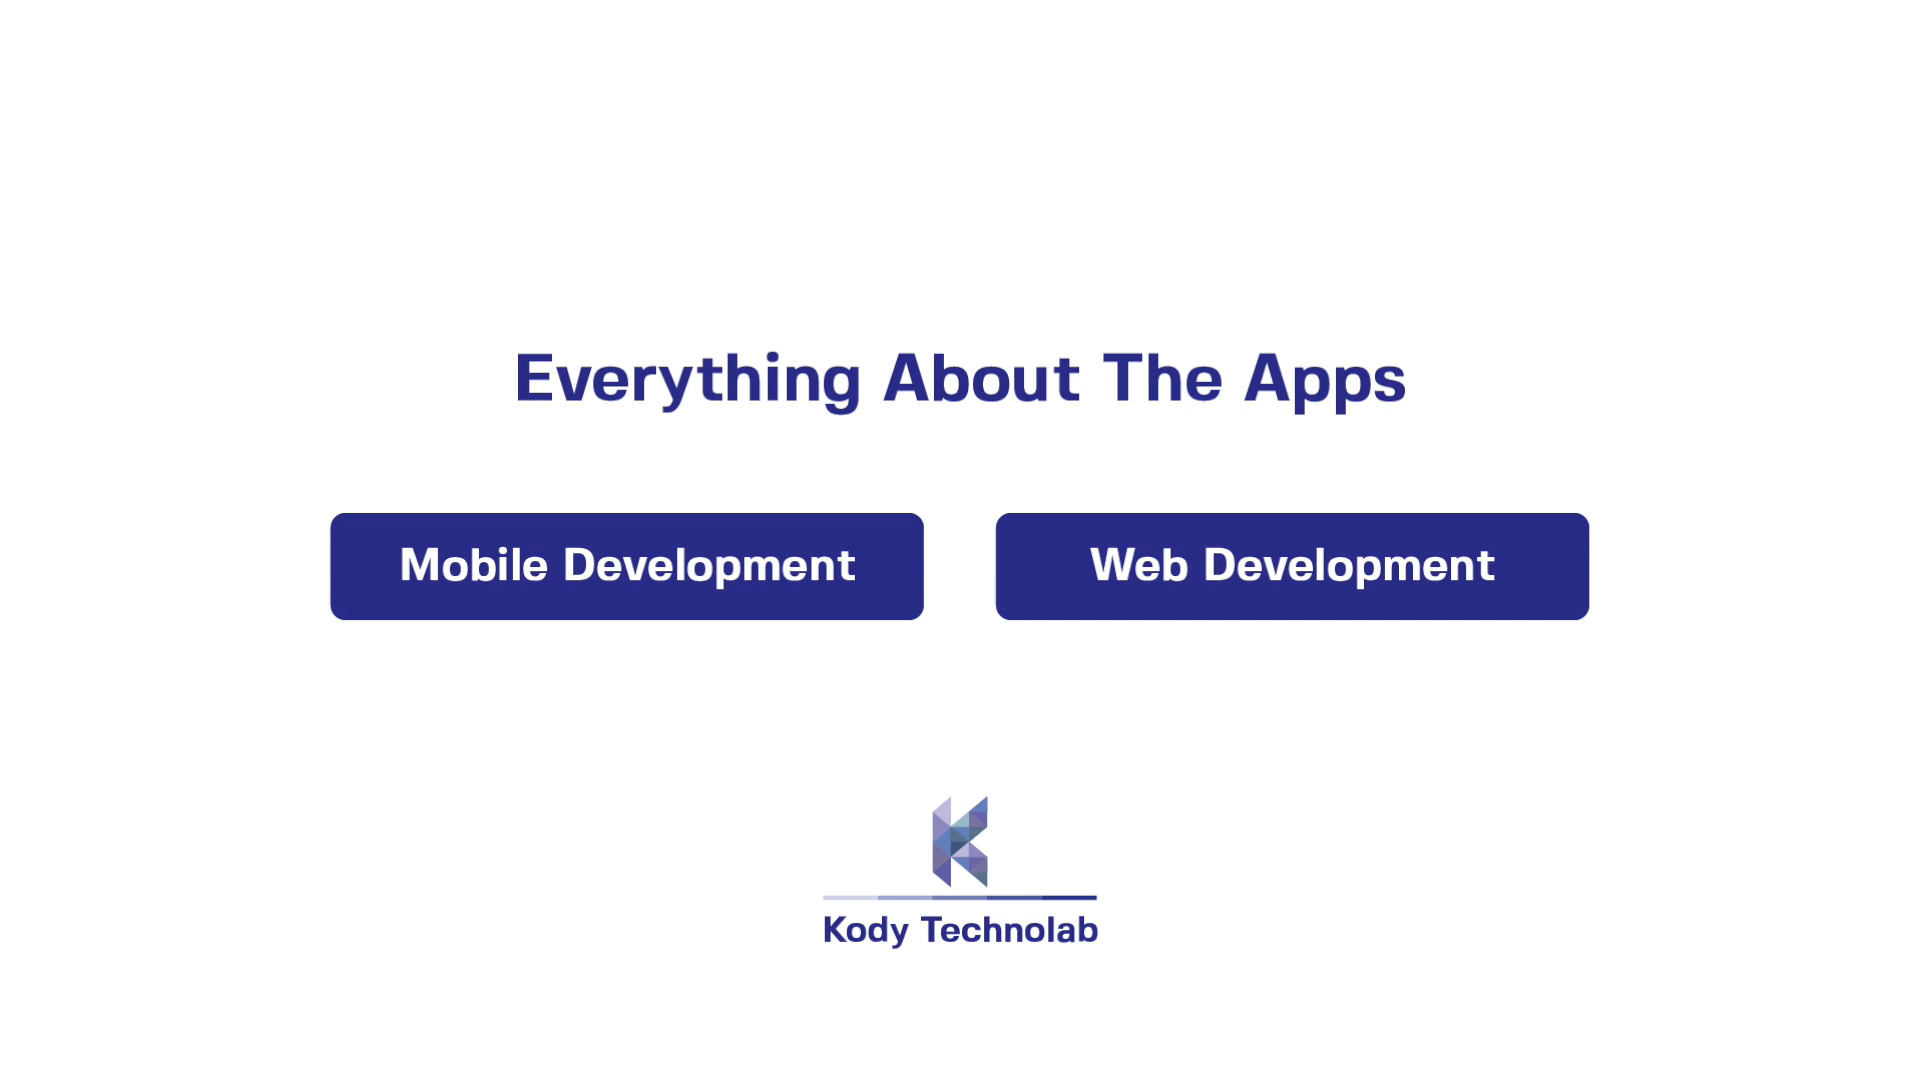 Everything About The Apps
Mobile Development
Web Development
Kody Technolab